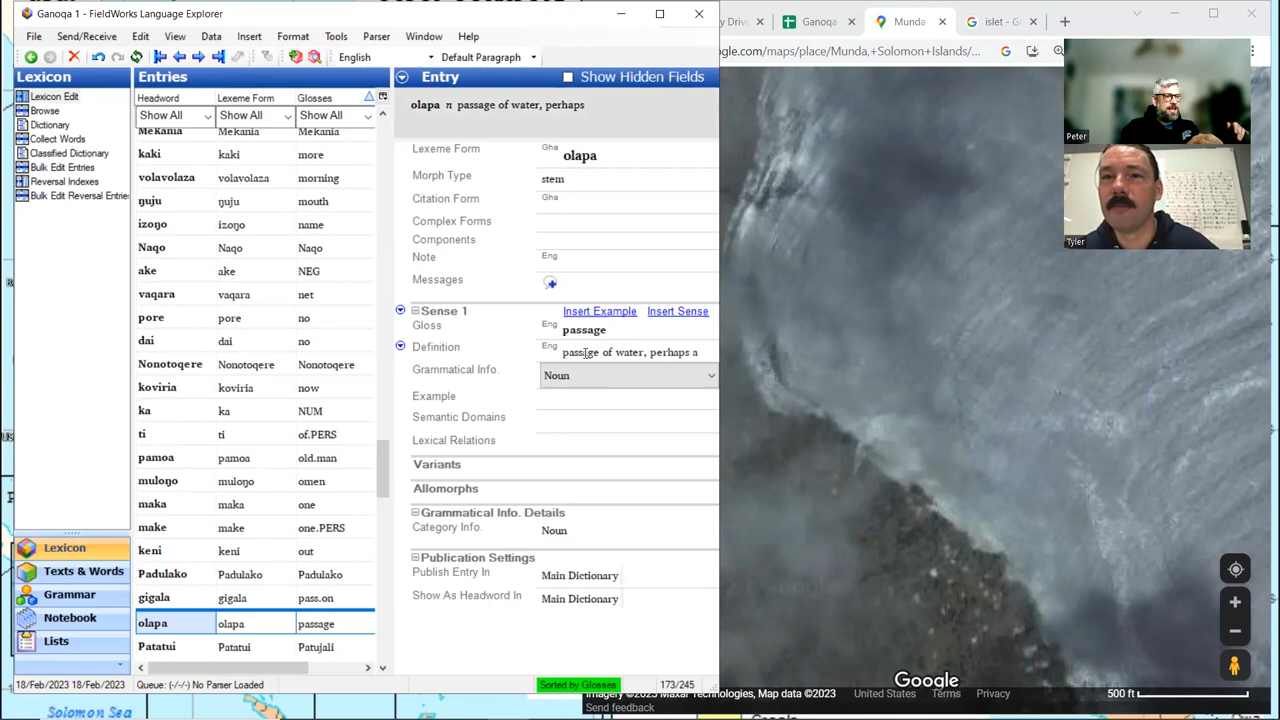 Ganoqa 1 - FieldWorks Language Explorer
File Send/Receive Edit View Data Insert Format Tools Parser Window Help
English Default Paragraph
Lexicon
Lexicon Edit
Browse
Dictionary
Collect Words
Classified Dictionary
Bulk Edit Entries
Reversal Indexes
Bulk Edit Reversal Entrie
Lexicon
Texts & Words
Grammar
Notebook
Lists
Entries
Headword Lexeme Form Glosses
Show All Show All Show All
Mekania Mekania Mekania
kaki kaki more
volavolaza volavolaza morning
ŋuju ŋuju mouth
izoŋo izoŋo name
Naqo Naqo Naqo
ake ake NEG
vaqara vaqara net
pore pore no
dai dai no
Nonotoqere Nonotoqere Nonotoqere
koviria koviria now
ka ka NUM
ti ti of.PERS
pamoa pamoa old.man
muloŋo muloŋo omen
maka maka one
make make one.PERS
keni keni out
Padulako Padulako Padulako
gigala gigala pass.on
olapa olapa passage
Patatui Patatui Patujali
Entry Show Hidden Fields
olapa n passage of water, perhaps
Lexeme Form Gha olapa
Morph Type stem
Citation Form Gha
Complex Forms
Components
Note Eng
Messages
Sense 1 Insert Example Insert Sense
Gloss Eng passage
Definition Eng passage of water, perhaps a
Grammatical Info. Noun
Example
Semantic Domains
Lexical Relations
Variants
Allomorphs
Grammatical Info. Details
Category Info. Noun
Publication Settings
Publish Entry In Main Dictionary
Show As Headword In Main Dictionary
18/Feb/2023 18/Feb/2023 Queue: (-/-/-) No Parser Loaded Sorted by Glosses 173/245
Drive Ganoqa Munda islet - G
gle.com/maps/place/Munda,+Solomon+Islands/...
Peter
Tyler
Google
Imagery ©2023 Maxar Technologies, Map data ©2023 United States Terms Privacy 500 ft
Send feedback
Solomon Sea